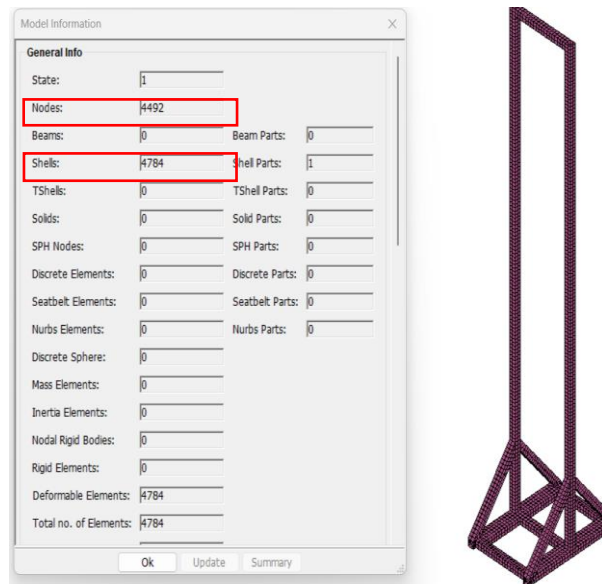 Model Information
General Info
State: 1
Nodes: 4492
Beams: 0 Beam Parts: 0
Shells: 4784 Shell Parts: 1
TShells: 0 TShell Parts: 0
Solids: 0 Solid Parts: 0
SPH Nodes: 0 SPH Parts: 0
Discrete Elements: 0 Discrete Parts: 0
Seatbelt Elements: 0 Seatbelt Parts: 0
Nurbs Elements: 0 Nurbs Parts: 0
Discrete Sphere: 0
Mass Elements: 0
Inertia Elements: 0
Nodal Rigid Bodies: 0
Rigid Elements: 0
Deformable Elements: 4784
Total no. of Elements: 4784
Ok Update Summary